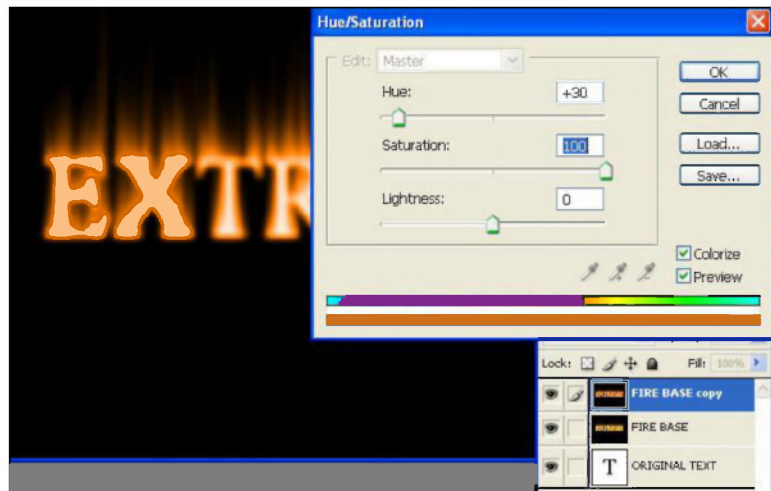 Hue/Saturation
Edit: Master
Hue: +30
Saturation: 100
Lightness: 0
OK
Cancel
Load...
Save...
Colorize
Preview
EXTR
Lock: Fill: 100%
FIRE BASE copy
FIRE BASE
T ORIGINAL TEXT